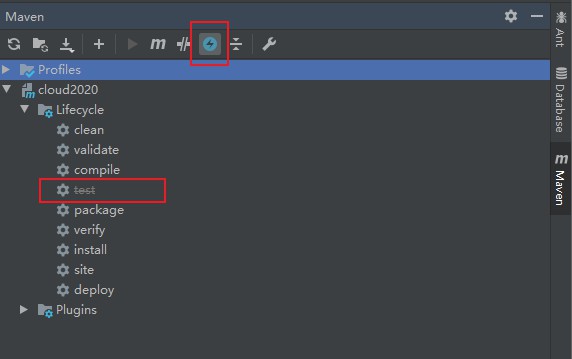 Maven
m
Profiles
cloud2020
Lifecycle
clean
validate
compile
test
package
verify
install
site
deploy
Plugins
Ant
Database
m Maven